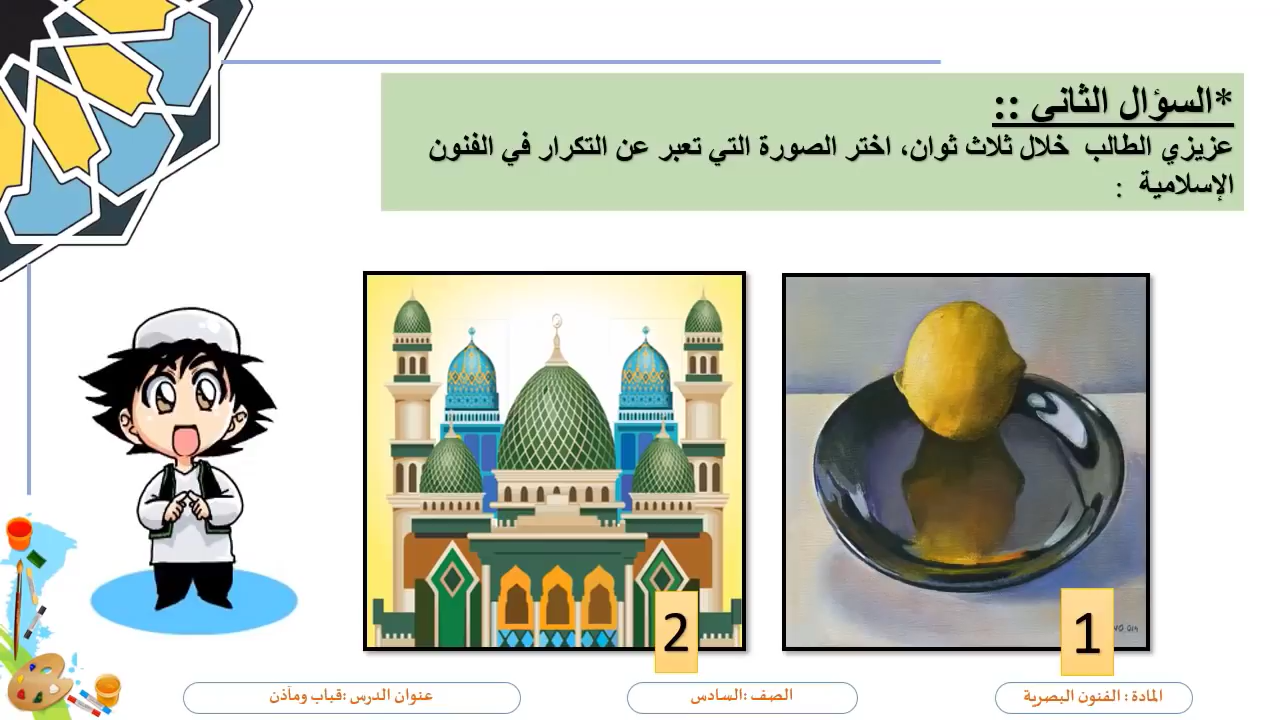 *السؤال الثاني ::
عزيزي الطالب خلال ثلاث ثوان، اختر الصورة التي تعبر عن التكرار في الفنون
الإسلامية :
1
2
المادة : الفنون البصرية
الصف :السادس
عنوان الدرس :قباب ومآذن